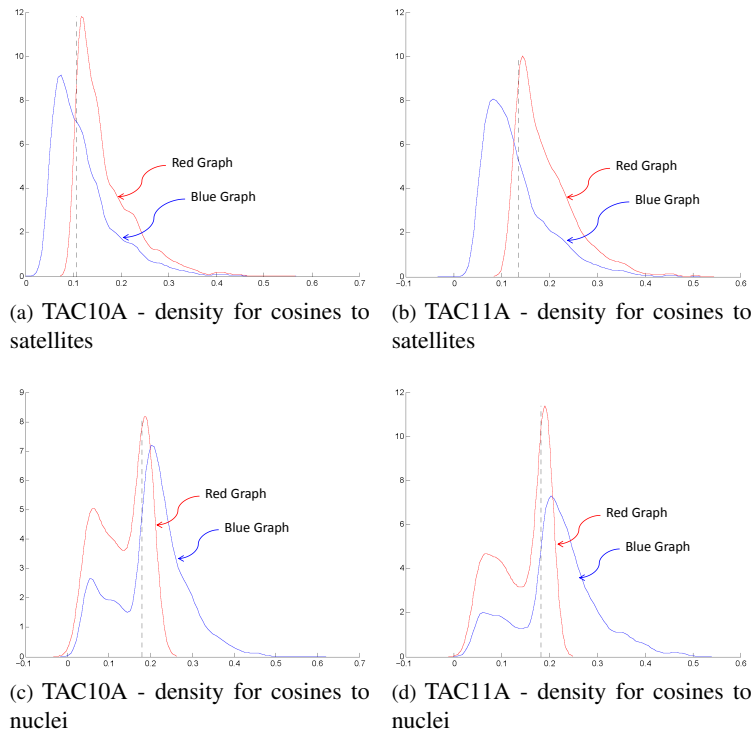 12
10
8
6
4
2
0
0 0.1 0.2 0.3 0.4 0.5 0.6 0.7
Red Graph
Blue Graph
(a) TAC10A - density for cosines to
satellites
12
10
8
6
4
2
0
−0.1 0 0.1 0.2 0.3 0.4 0.5 0.6
Red Graph
Blue Graph
(b) TAC11A - density for cosines to
satellites
9
8
7
6
5
4
3
2
1
0
−0.1 0 0.1 0.2 0.3 0.4 0.5 0.6 0.7
Red Graph
Blue Graph
(c) TAC10A - density for cosines to
nuclei
12
10
8
6
4
2
0
−0.1 0 0.1 0.2 0.3 0.4 0.5 0.6
Red Graph
Blue Graph
(d) TAC11A - density for cosines to
nuclei